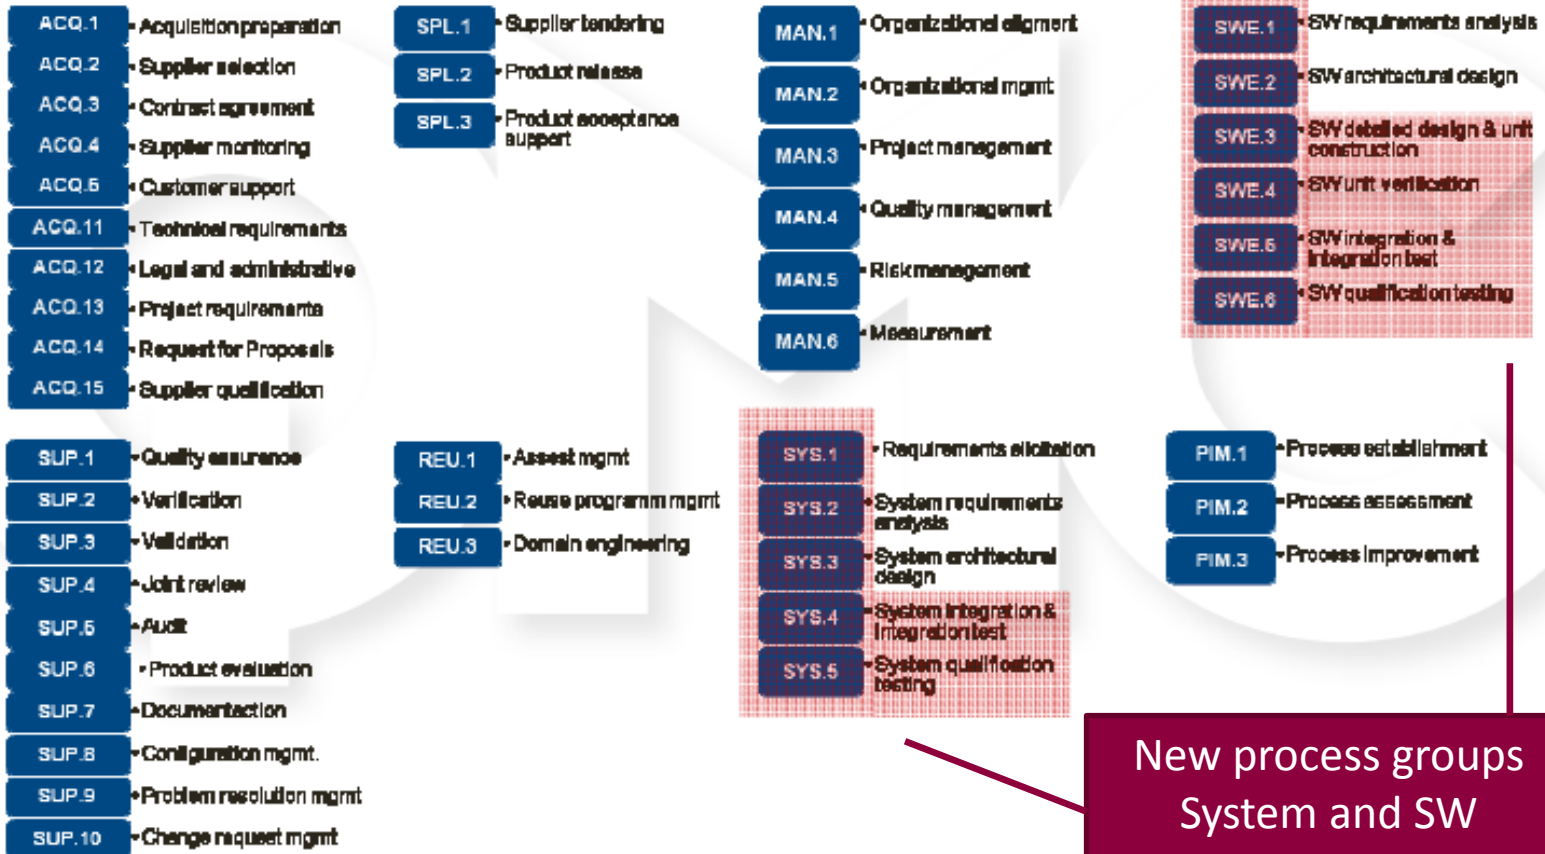 ACQ.1 • Acquisition preparation
ACQ.2 • Supplier selection
ACQ.3 • Contract agreement
ACQ.4 • Supplier monitoring
ACQ.5 • Customer support
ACQ.11 • Technical requirements
ACQ.12 • Legal and administrative
ACQ.13 • Project requirements
ACQ.14 • Request for Proposals
ACQ.15 • Supplier qualification
SPL.1 • Supplier tendering
SPL.2 • Product release
SPL.3 • Product acceptance
support
MAN.1 • Organizational aligment
MAN.2 • Organizational mgmt
MAN.3 • Project management
MAN.4 • Quality management
MAN.5 • Risk management
MAN.6 • Measurement
SWE.1 • SW requirements analysis
SWE.2 • SW architectural design
SWE.3 • SW detailed design & unit
construction
SWE.4 • SW unit verification
SWE.5 • SW integration &
integration test
SWE.6 • SW qualification testing
SUP.1 • Quality assurance
SUP.2 • Verification
SUP.3 • Validation
SUP.4 • Joint review
SUP.5 • Audit
SUP.6 • Product evaluation
SUP.7 • Documentaction
SUP.8 • Configuration mgmt.
SUP.9 • Problem resolution mgmt
SUP.10 • Change request mgmt
REU.1 • Assest mgmt
REU.2 • Reuse programm mgmt
REU.3 • Domain engineering
SYS.1 • Requirements elicitation
SYS.2 • System requirements
analysis
SYS.3 • System architectural
design
SYS.4 • System integration &
integration test
SYS.5 • System qualification
testing
PIM.1 • Process establishment
PIM.2 • Process assessment
PIM.3 • Process improvement
New process groups
System and SW